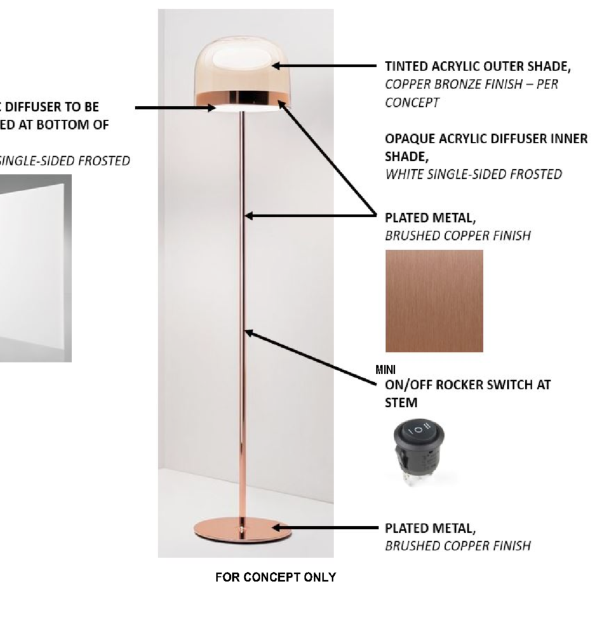 TINTED ACRYLIC OUTER SHADE,
COPPER BRONZE FINISH – PER
CONCEPT
DIFFUSER TO BE
ED AT BOTTOM OF
SINGLE-SIDED FROSTED
OPAQUE ACRYLIC DIFFUSER INNER
SHADE,
WHITE SINGLE-SIDED FROSTED
PLATED METAL,
BRUSHED COPPER FINISH
MINI
ON/OFF ROCKER SWITCH AT
STEM
I O II
PLATED METAL,
BRUSHED COPPER FINISH
FOR CONCEPT ONLY